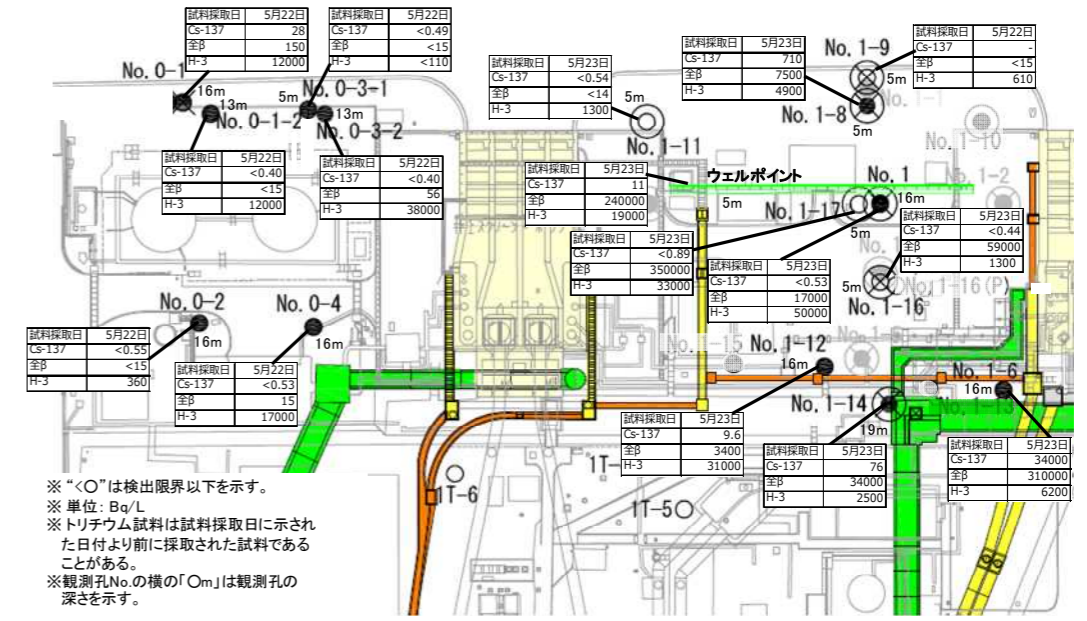 試料採取日 5月22日
Cs-137 28
全β 150
H-3 12000
試料採取日 5月22日
Cs-137 <0.49
全β <15
H-3 <110
試料採取日 5月23日
Cs-137 <0.54
全β <14
H-3 1300
試料採取日 5月23日
Cs-137 710
全β 7500
H-3 4900
試料採取日 5月22日
Cs-137 -
全β <15
H-3 610
No. 0-1
16m
13m
No. 0-1-2
5m
No. 0-3-1
13m
No. 0-3-2
5m
No. 1-11
No. 1-9
5m
No. 1-8
5m
No. 1-10
試料採取日 5月22日
Cs-137 <0.40
全β <15
H-3 12000
試料採取日 5月22日
Cs-137 <0.40
全β 56
H-3 38000
試料採取日 5月23日
Cs-137 11
全β 240000
H-3 19000
ウェルポイント
5m
No. 1
16m
No. 1-17
5m
No. 1-2
試料採取日 5月23日
Cs-137 <0.44
全β 59000
H-3 1300
試料採取日 5月23日
Cs-137 <0.89
全β 350000
H-3 33000
試料採取日 5月23日
Cs-137 <0.53
全β 17000
H-3 50000
5m
No. 1-16
No. 1-16(P)
No. 0-2
16m
No. 0-4
16m
試料採取日 5月22日
Cs-137 <0.55
全β <15
H-3 360
試料採取日 5月22日
Cs-137 <0.53
全β 15
H-3 17000
No. 1-12
16m
No. 1-6
16m
No. 1-13
No. 1-14
19m
試料採取日 5月23日
Cs-137 9.6
全β 3400
H-3 31000
試料採取日 5月23日
Cs-137 76
全β 34000
H-3 2500
試料採取日 5月23日
Cs-137 34000
全β 310000
H-3 6200
1T-6
1T-5
※ “<○”は検出限界以下を示す。
※ 単位: Bq/L
※トリチウム試料は試料採取日に示され
た日付より前に採取された試料である
ことがある。
※観測孔No.の横の「○m」は観測孔の
深さを示す。